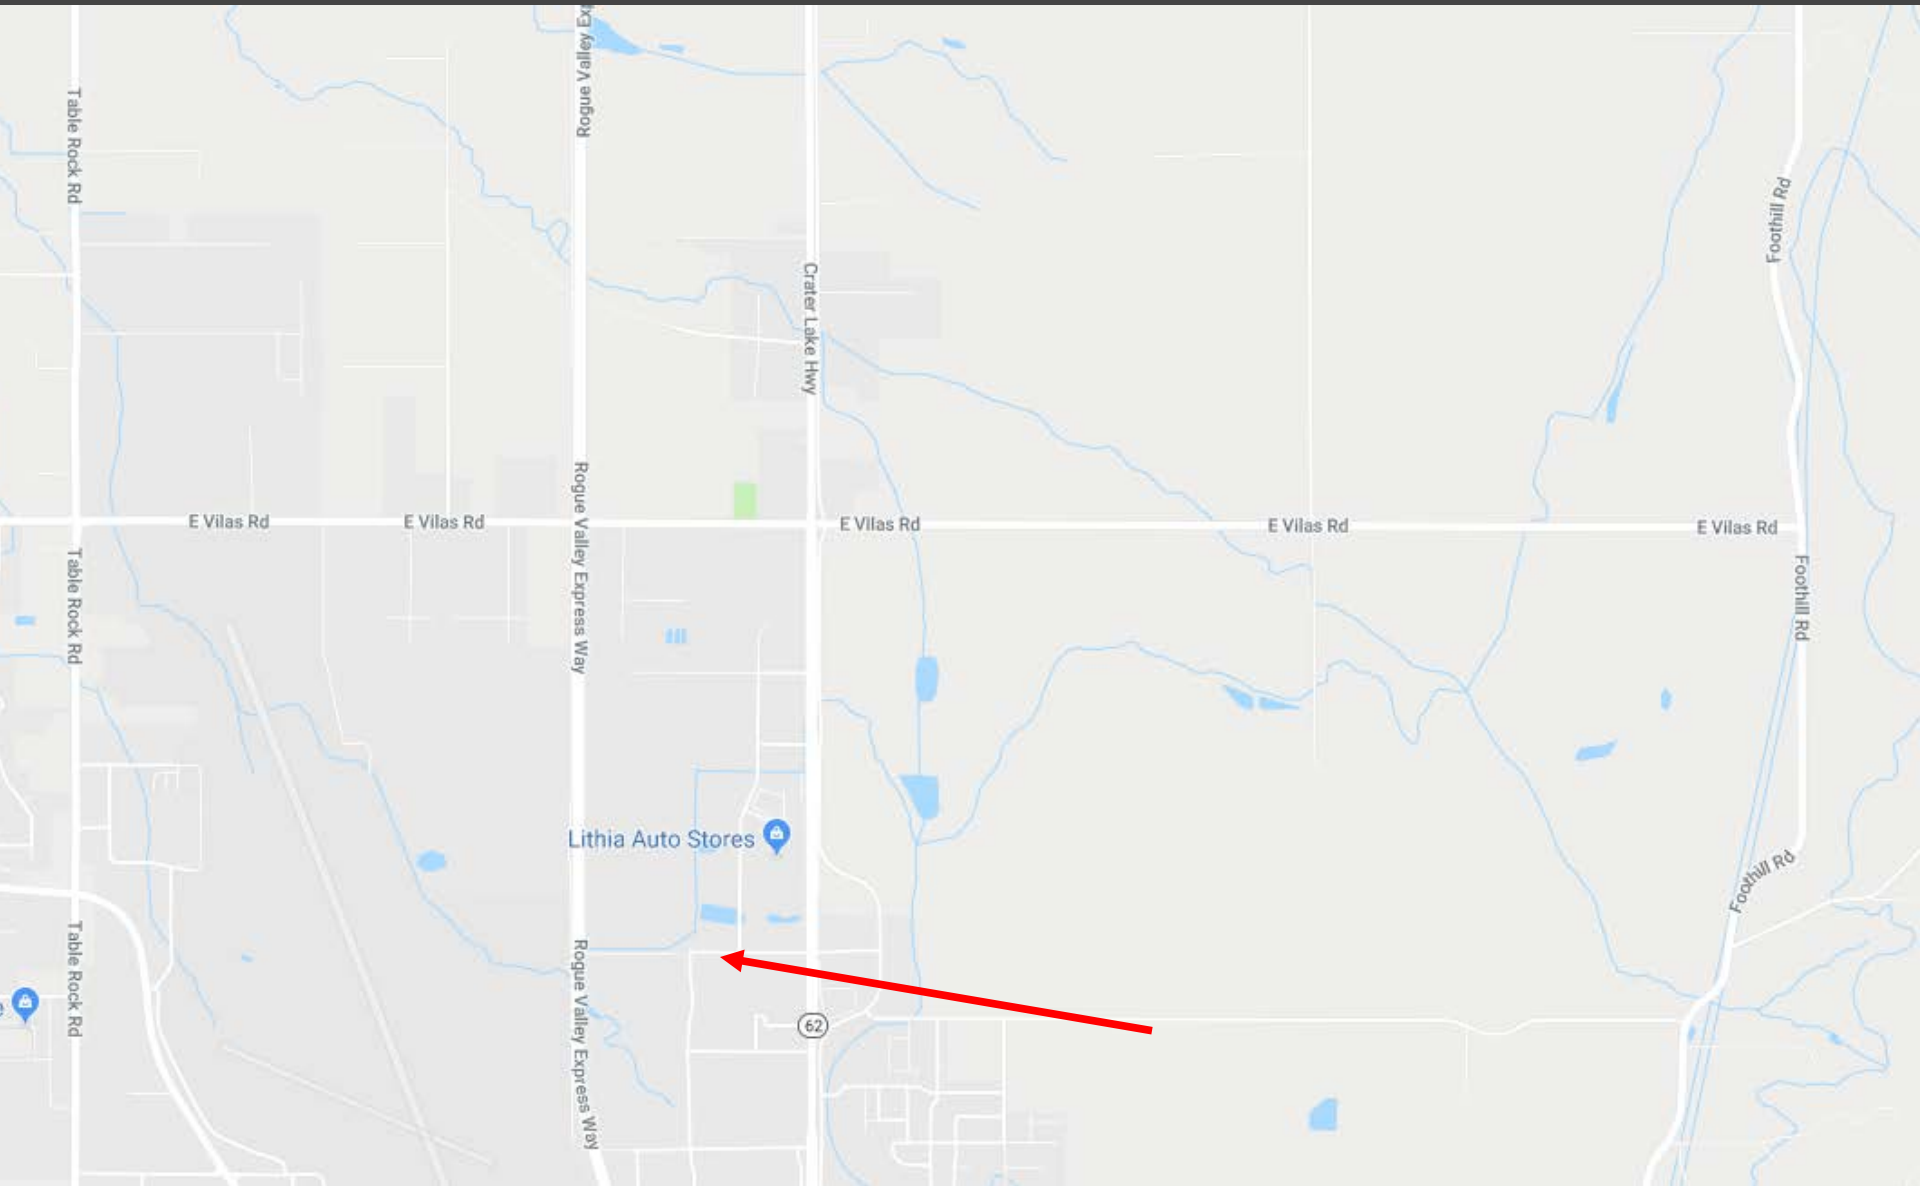 Rogue Valley Ex
Table Rock Rd
Foothill Rd
Crater Lake Hwy
Rogue Valley Express Way
E Vilas Rd
E Vilas Rd
E Vilas Rd
E Vilas Rd
E Vilas Rd
Table Rock Rd
Foothill Rd
Lithia Auto Stores
Foothill Rd
Table Rock Rd
Rogue Valley Express Way
62